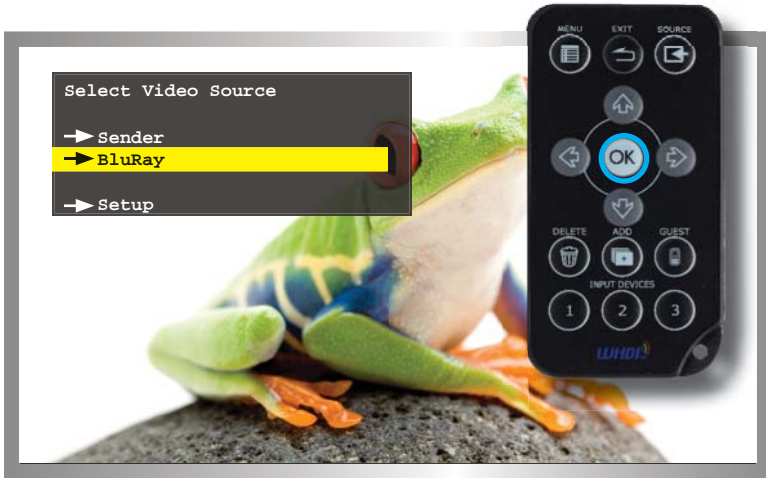 Select Video Source
Sender
BluRay
Setup
MENU EXIT SOURCE
OK
DELETE ADD GUEST
INPUT DEVICES
1 2 3
WHDI